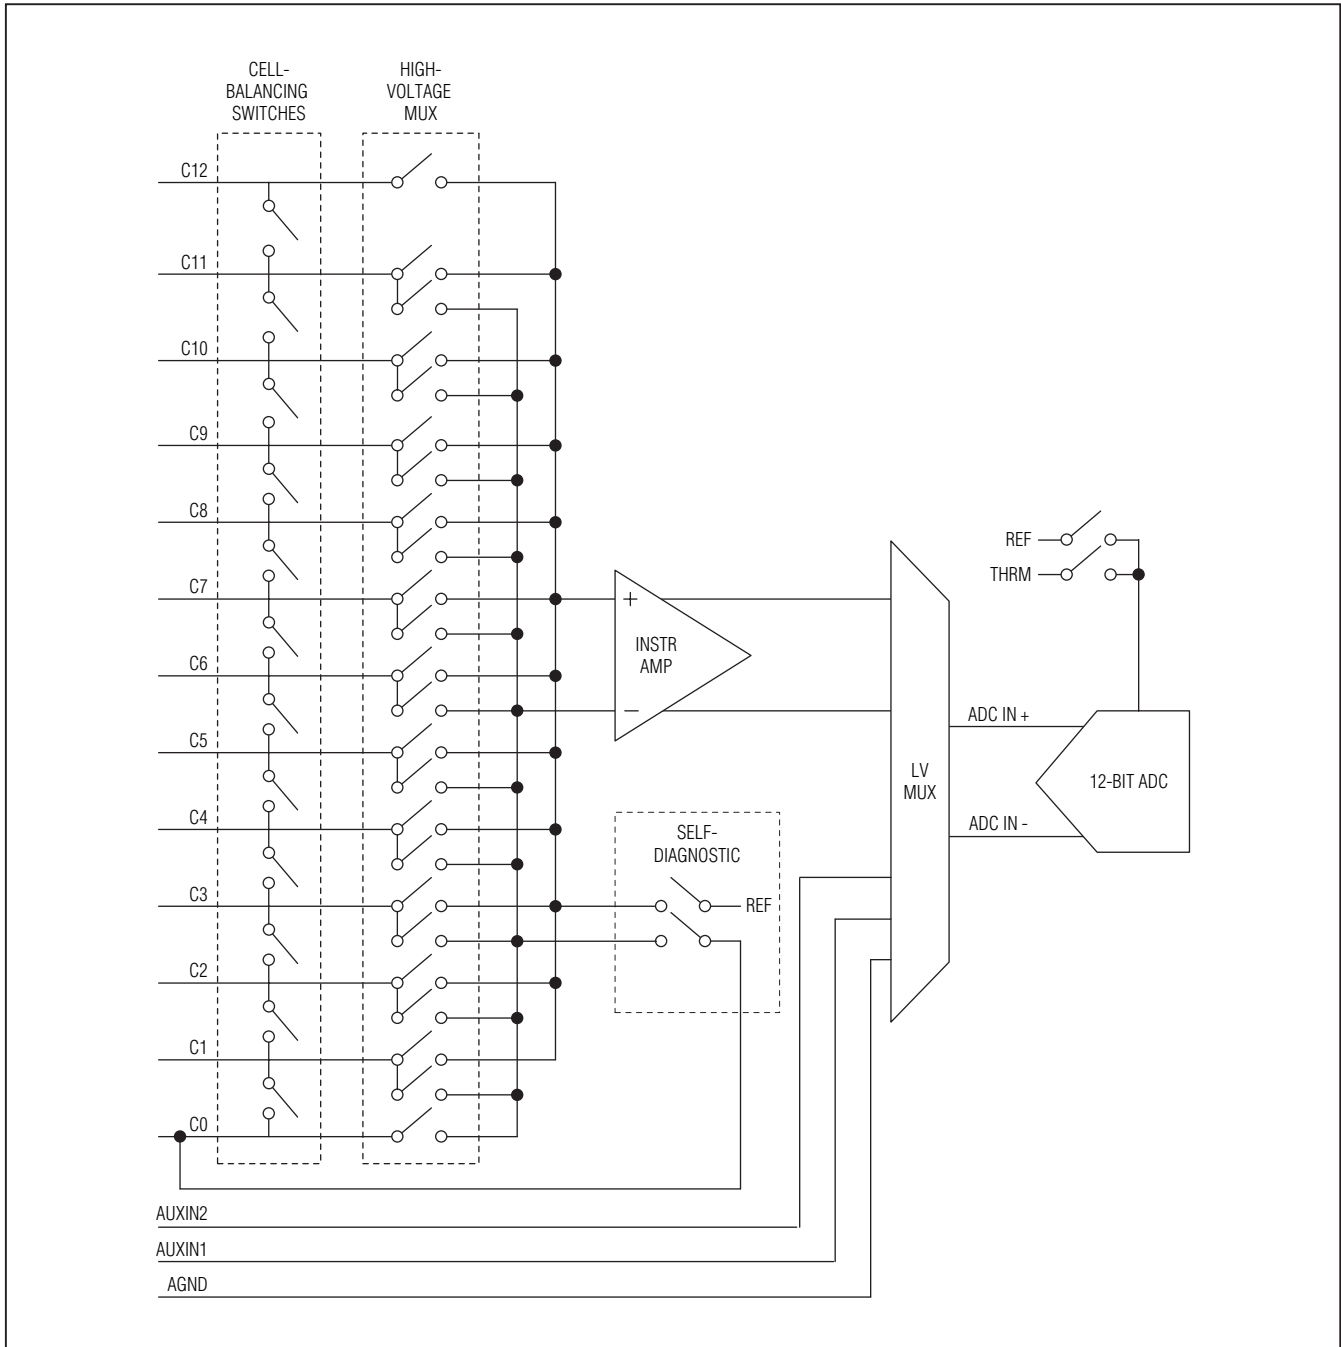 CELL-
BALANCING
SWITCHES
HIGH-
VOLTAGE
MUX
C12
C11
C10
C9
C8
C7
C6
C5
C4
C3
C2
C1
C0
AUXIN2
AUXIN1
AGND
+
INSTR
AMP
−
SELF-
DIAGNOSTIC
REF
LV
MUX
REF
THRM
ADC IN +
ADC IN -
12-BIT ADC